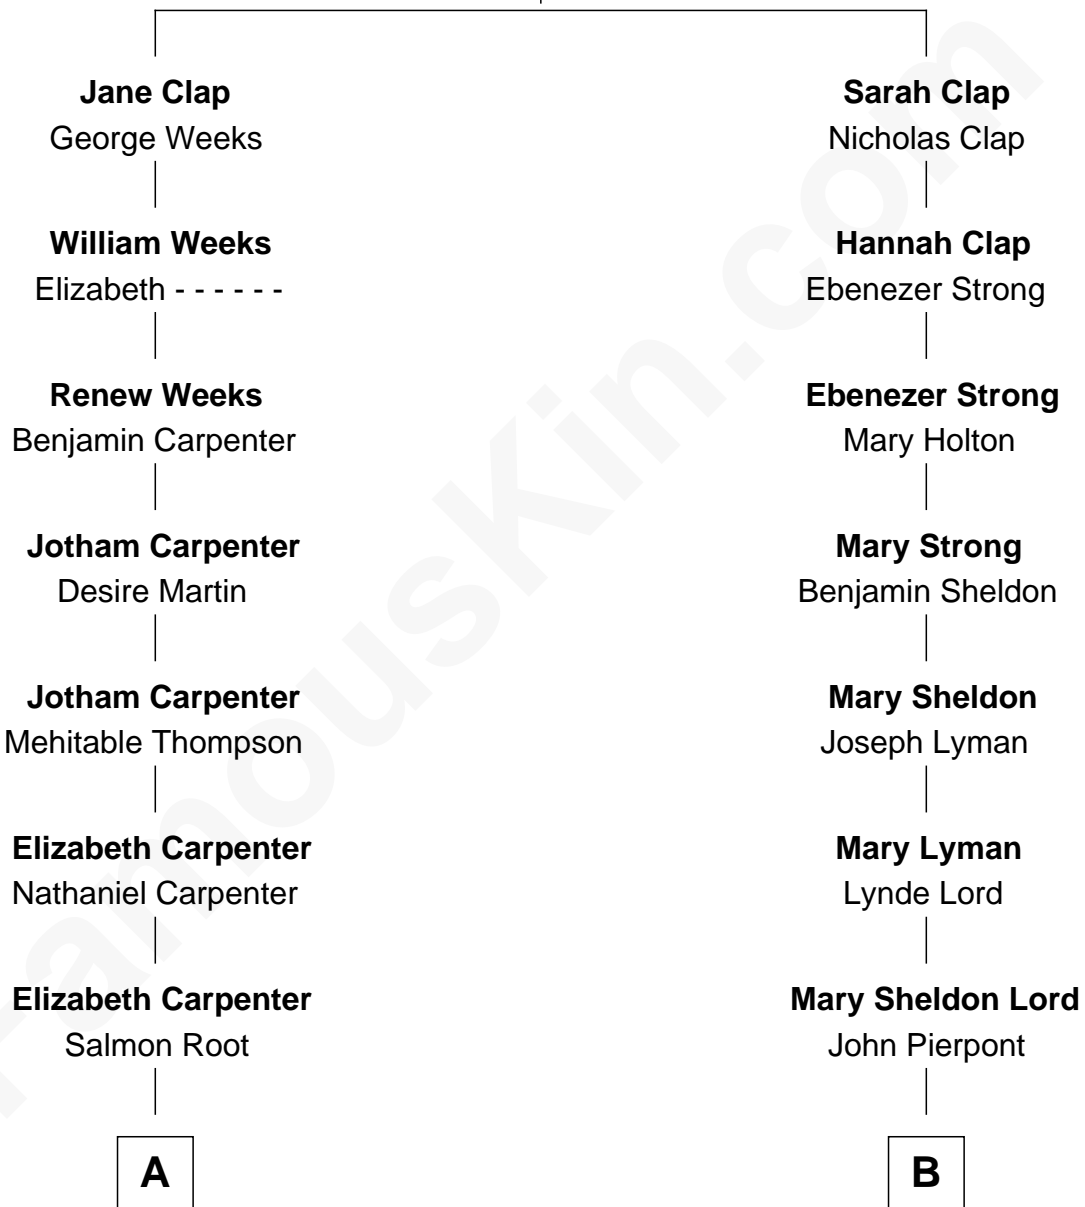 Jane Clap
George Weeks
William Weeks
Elizabeth - - - - - -
Renew Weeks
Benjamin Carpenter
Jotham Carpenter
Desire Martin
Jotham Carpenter
Mehitable Thompson
Elizabeth Carpenter
Nathaniel Carpenter
Elizabeth Carpenter
Salmon Root
A
Sarah Clap
Nicholas Clap
Hannah Clap
Ebenezer Strong
Ebenezer Strong
Mary Holton
Mary Strong
Benjamin Sheldon
Mary Sheldon
Joseph Lyman
Mary Lyman
Lynde Lord
Mary Sheldon Lord
John Pierpont
B
FamousKin.com